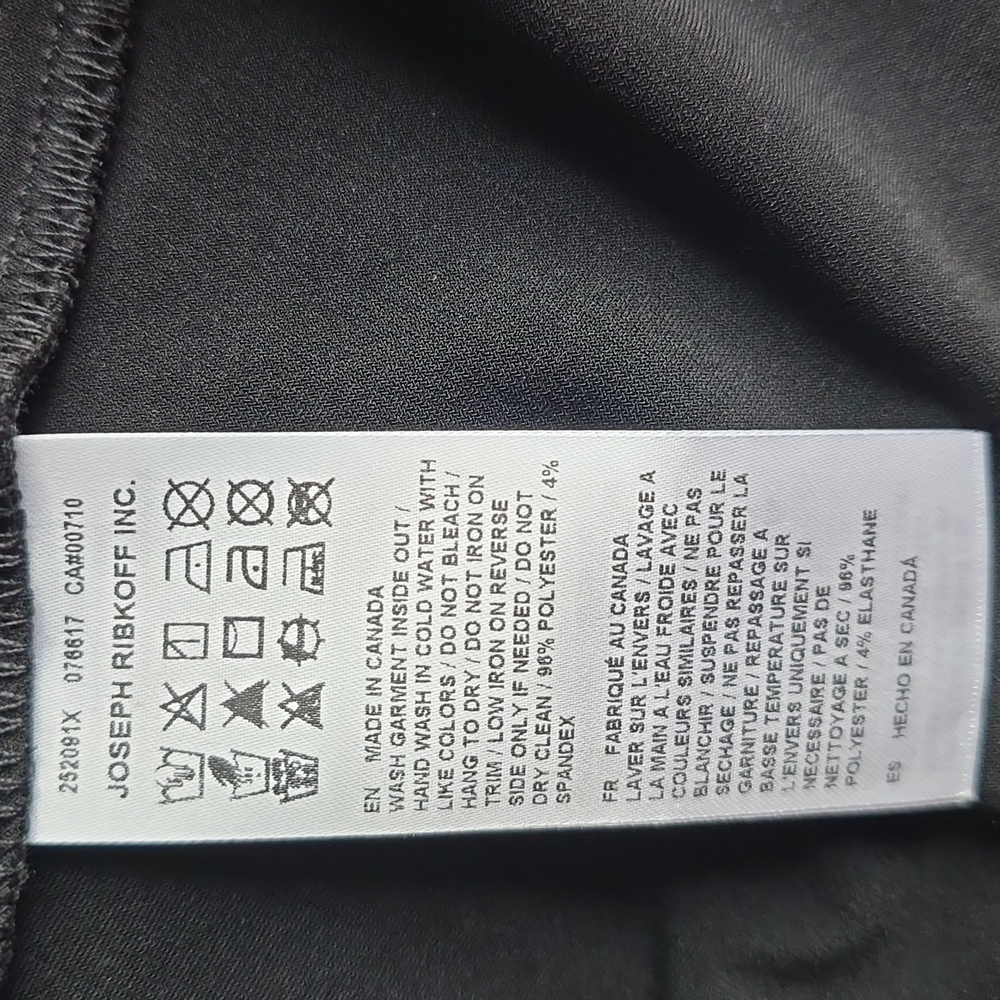 252091X 078617 CA#00710
JOSEPH RIBKOFF INC.
EN MADE IN CANADA
WASH GARMENT INSIDE OUT /
HAND WASH IN COLD WATER WITH
LIKE COLORS / DO NOT BLEACH /
HANG TO DRY / DO NOT IRON ON
TRIM / LOW IRON ON REVERSE
SIDE ONLY IF NEEDED / DO NOT
DRY CLEAN / 96% POLYESTER / 4%
SPANDEX
FR FABRIQUÉ AU CANADA
LAVER SUR L'ENVERS / LAVAGE A
LA MAIN A L'EAU FROIDE AVEC
COULEURS SIMILAIRES / NE PAS
BLANCHIR / SUSPENDRE POUR LE
SECHAGE / NE PAS REPASSER LA
GARNITURE / REPASSAGE A
BASSE TEMPERATURE SUR
L'ENVERS UNIQUEMENT SI
NECESSAIRE / PAS DE
NETTOYAGE A SEC / 96%
POLYESTER / 4% ELASTHANE
ES HECHO EN CANADÁ